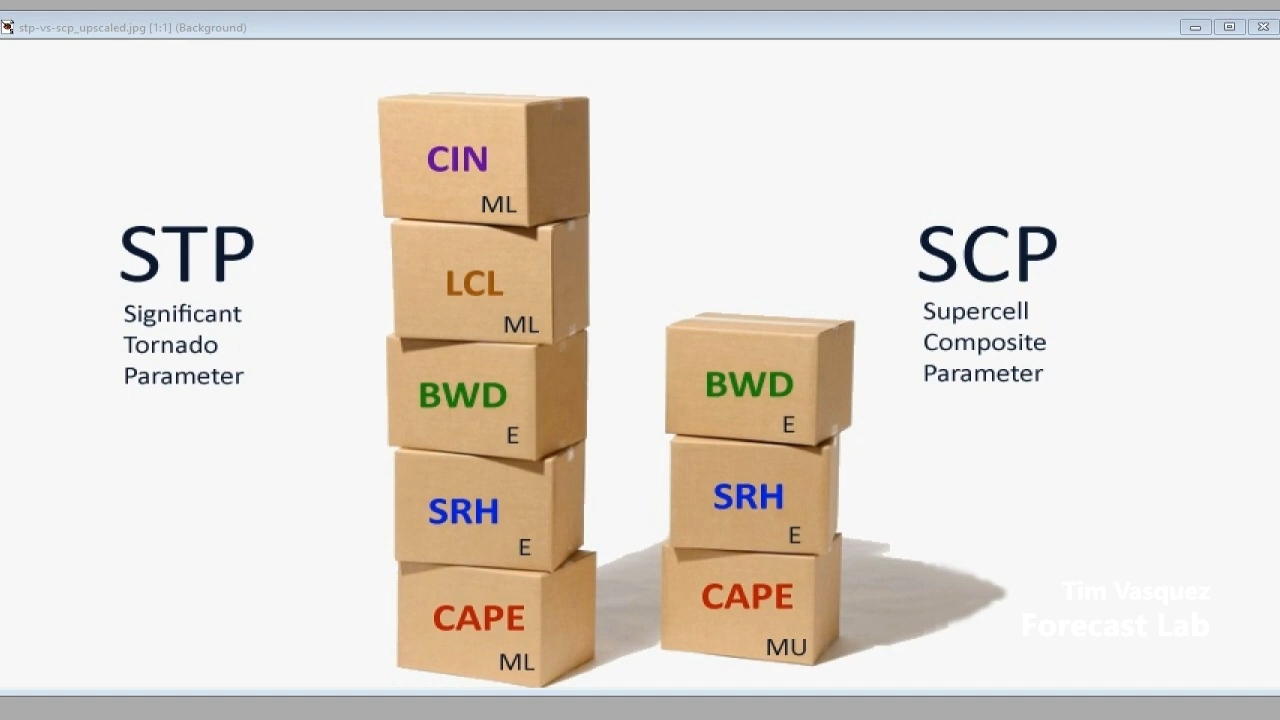 stp-vs-scp_upscaled.jpg [1:1] (Background)
STP
Significant
Tornado
Parameter
CIN
ML
LCL
ML
BWD
E
SRH
E
CAPE
ML
BWD
E
SRH
E
CAPE
MU
SCP
Supercell
Composite
Parameter
Tim Vasquez
Forecast Lab